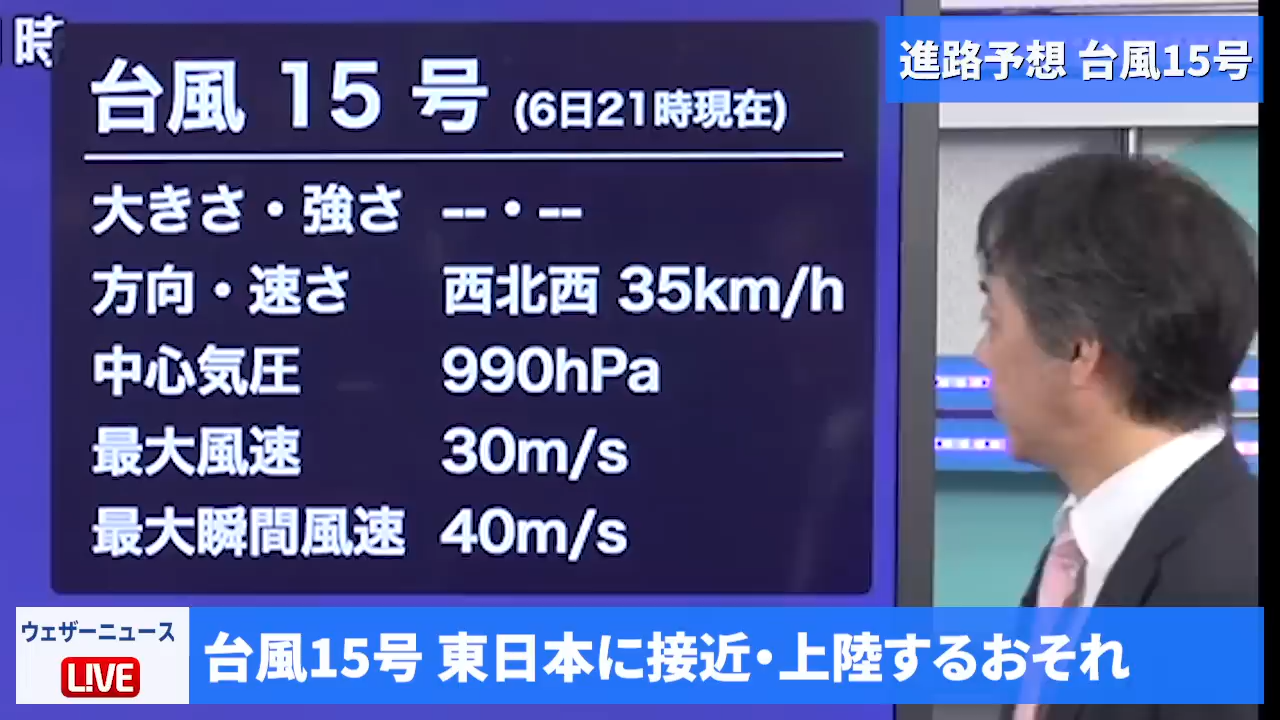 時
進路予想 台風15号
台風 15 号 (6日21時現在)
大きさ・強さ --・--
方向・速さ 西北西 35km/h
中心気圧 990hPa
最大風速 30m/s
最大瞬間風速 40m/s
ウェザーニュース
LIVE
台風15号 東日本に接近・上陸するおそれ